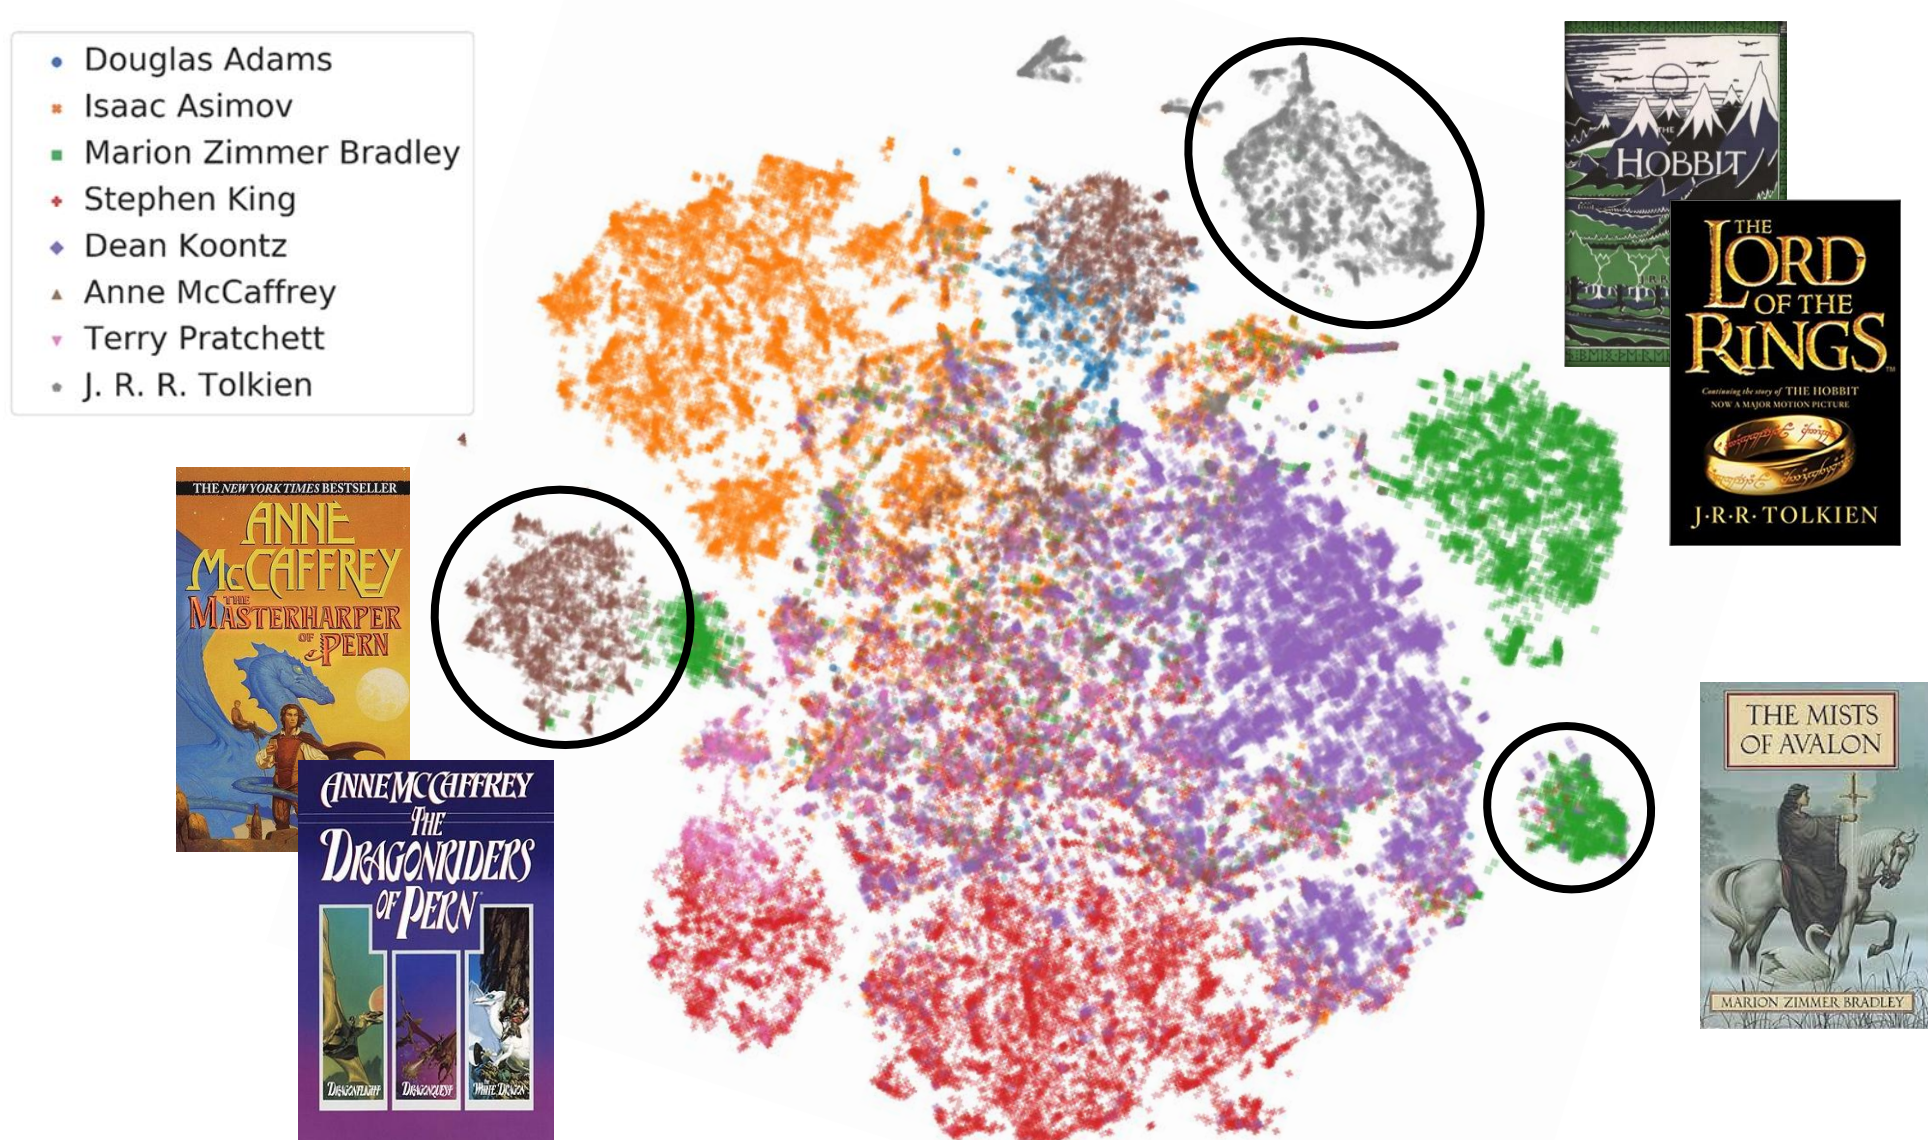 Douglas Adams
Isaac Asimov
Marion Zimmer Bradley
Stephen King
Dean Koontz
Anne McCaffrey
Terry Pratchett
J. R. R. Tolkien
THE
HOBBIT
THE
LORD
OF THE
RINGS™
Continuing the story of THE HOBBIT
NOW A MAJOR MOTION PICTURE
J·R·R·TOLKIEN
THE NEW YORK TIMES BESTSELLER
ANNE
McCAFFREY
THE
MASTERHARPER
OF
PERN
ANNE McCAFFREY
THE
DRAGONRIDERS
OF PERN
DRAGONFLIGHT
DRAGONQUEST
THE WHITE DRAGON
THE MISTS
OF AVALON
MARION ZIMMER BRADLEY